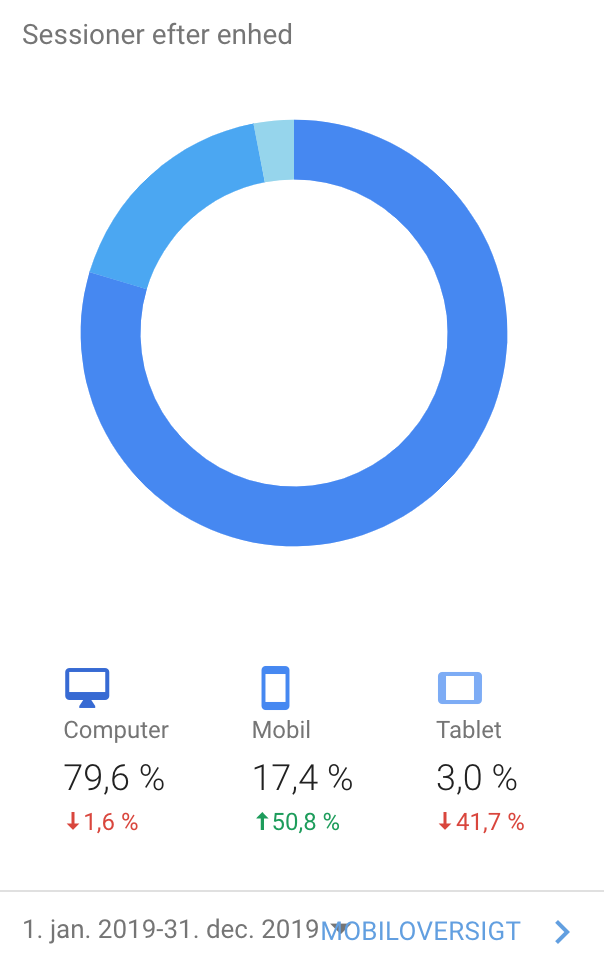 Sessioner efter enhed
Computer
Mobil
Tablet
79,6 %
17,4 %
3,0 %
1,6 %
50,8 %
41,7 %
1. jan. 2019-31. dec. 2019
MOBILOVERSIGT